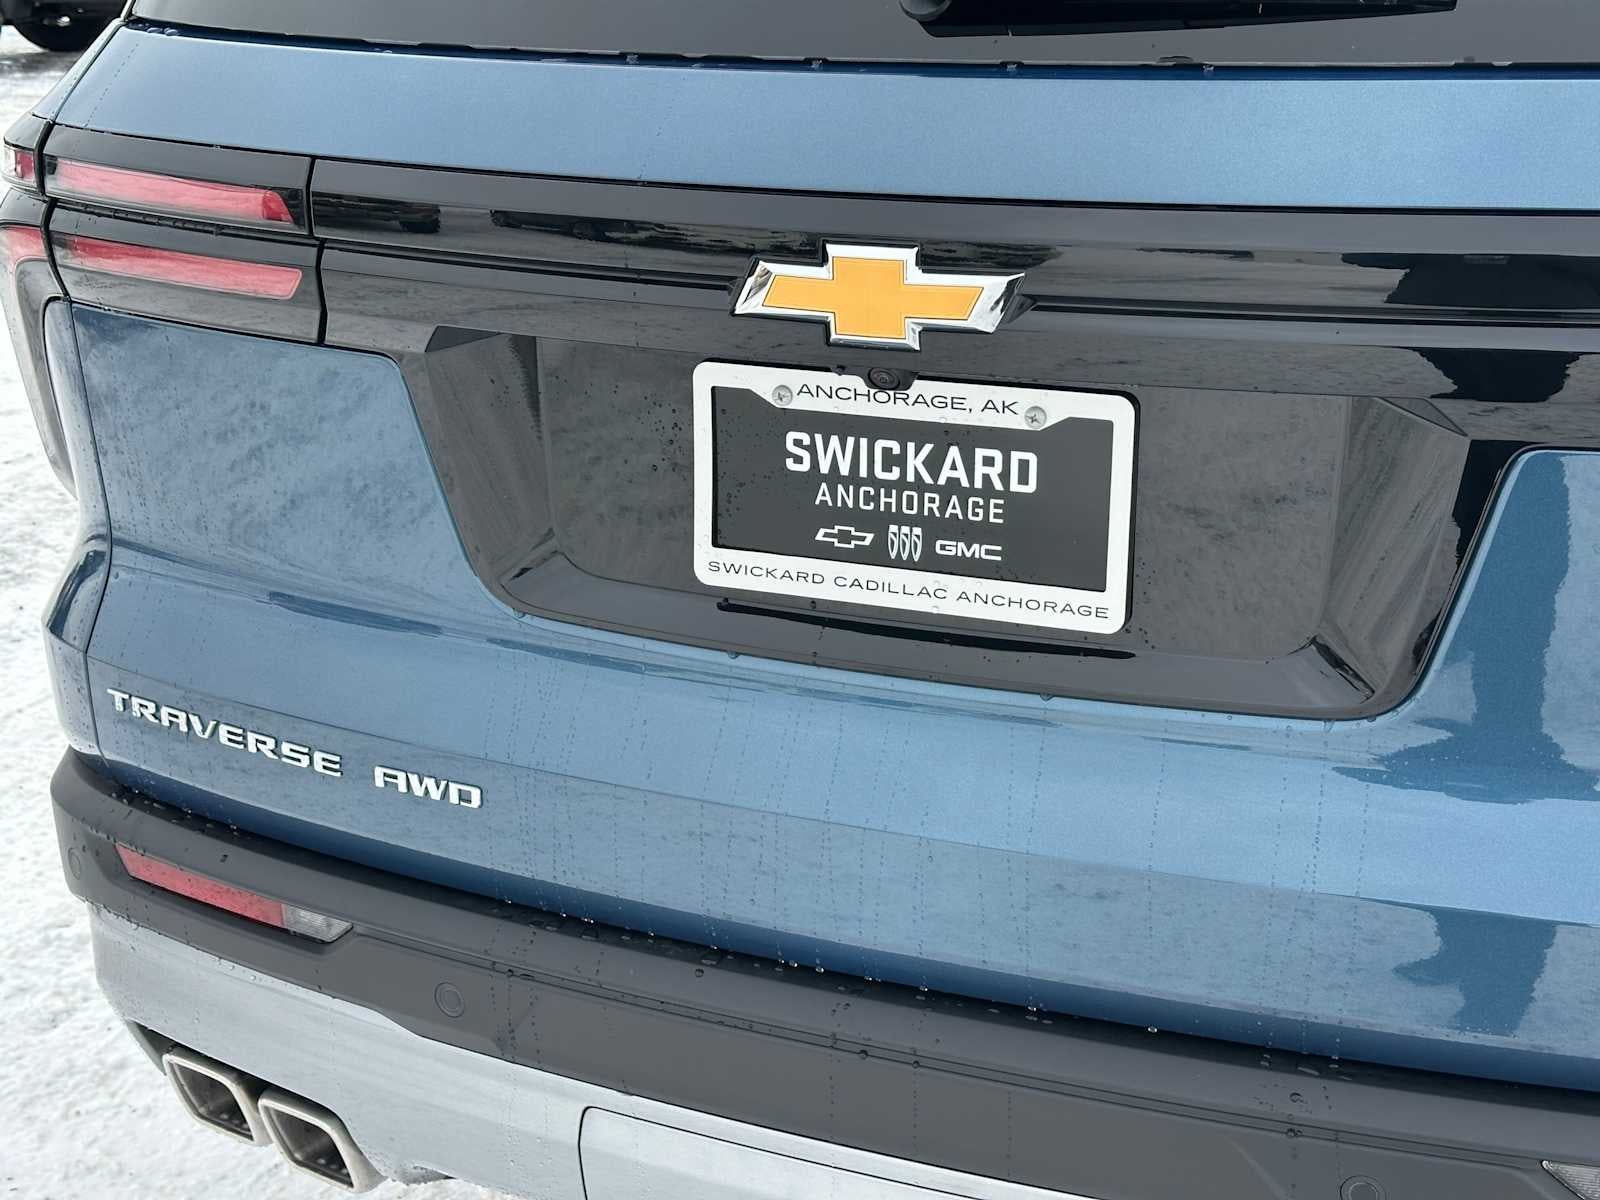 ANCHORAGE, AK
SWICKARD
ANCHORAGE
GMC
SWICKARD CADILLAC ANCHORAGE
TRAVERSE AWD